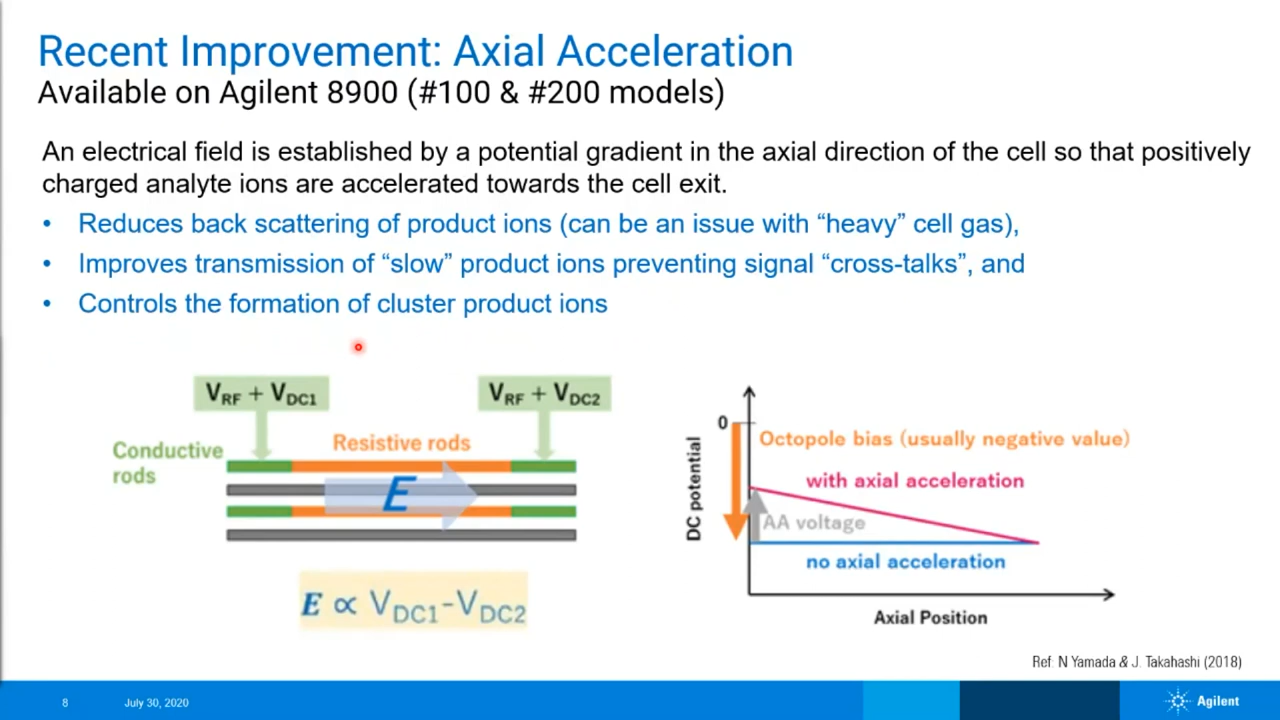 Recent Improvement: Axial Acceleration
Available on Agilent 8900 (#100 & #200 models)
An electrical field is established by a potential gradient in the axial direction of the cell so that positively
charged analyte ions are accelerated towards the cell exit.
• Reduces back scattering of product ions (can be an issue with “heavy” cell gas),
• Improves transmission of “slow” product ions preventing signal “cross-talks”, and
• Controls the formation of cluster product ions
VRF + VDC1
VRF + VDC2
Conductive
rods
Resistive rods
E
E ∝ VDC1-VDC2
DC potential
0
Octopole bias (usually negative value)
with axial acceleration
AA voltage
no axial acceleration
Axial Position
Ref: N Yamada & J. Takahashi (2018)
8
July 30, 2020
Agilent